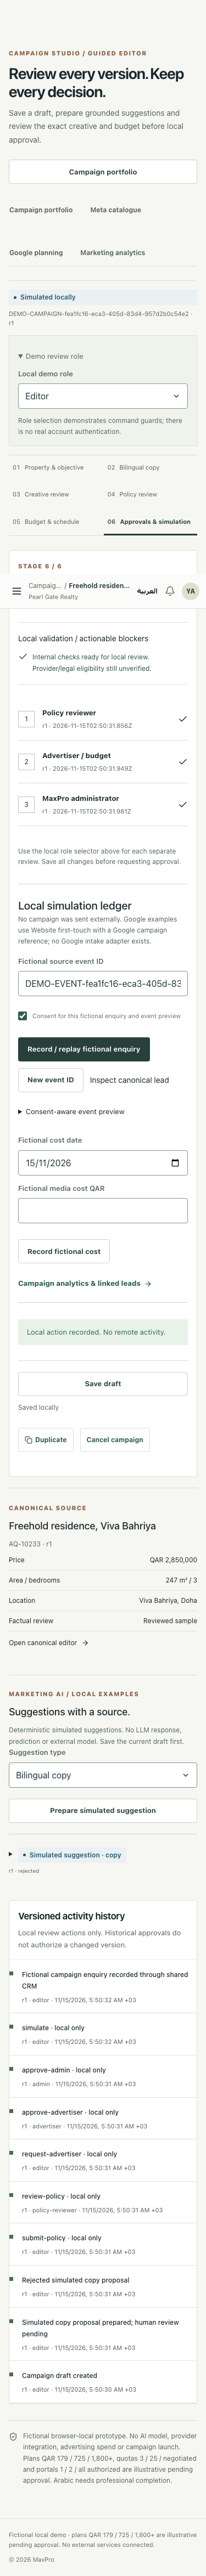 CAMPAIGN STUDIO / GUIDED EDITOR
Review every version. Keep
every decision.
Save a draft, prepare grounded suggestions and
review the exact creative and budget before local
approval.
Campaign portfolio
Campaign portfolio
Meta catalogue
Google planning
Marketing analytics
Simulated locally
DEMO-CAMPAIGN-fea1fc16-eca3-405d-83d4-957d2b0c54e2 ·
r1
Demo review role
Local demo role
Editor
Role selection demonstrates command guards; there
is no real account authentication.
01 Property & objective
02 Bilingual copy
03 Creative review
04 Policy review
05 Budget & schedule
06 Approvals & simulation
STAGE 6 / 6
Campaig... / Freehold residen...
Pearl Gate Realty
العربية
YA
Local validation / actionable blockers
Internal checks ready for local review.
Provider/legal eligibility still unverified.
1
Policy reviewer
r1 · 2026-11-15T02:50:31.856Z
2
Advertiser / budget
r1 · 2026-11-15T02:50:31.949Z
3
MaxPro administrator
r1 · 2026-11-15T02:50:31.981Z
Use the local role selector above for each separate
review. Save all changes before requesting approval.
Local simulation ledger
No campaign was sent externally. Google examples
use Website first-touch with a Google campaign
reference; no Google intake adapter exists.
Fictional source event ID
DEMO-EVENT-fea1fc16-eca3-405d-83
Consent for this fictional enquiry and event preview
Record / replay fictional enquiry
New event ID
Inspect canonical lead
Consent-aware event preview
Fictional cost date
15/11/2026
Fictional media cost QAR
Record fictional cost
Campaign analytics & linked leads
Local action recorded. No remote activity.
Save draft
Saved locally
Duplicate
Cancel campaign
CANONICAL SOURCE
Freehold residence, Viva Bahriya
AQ-10233 · r1
Price
QAR 2,850,000
Area / bedrooms
247 m² / 3
Location
Viva Bahriya, Doha
Factual review
Reviewed sample
Open canonical editor
MARKETING AI / LOCAL EXAMPLES
Suggestions with a source.
Deterministic simulated suggestions. No LLM response,
prediction or external model. Save the current draft first.
Suggestion type
Bilingual copy
Prepare simulated suggestion
Simulated suggestion · copy
r1 · rejected
Versioned activity history
Local review actions only. Historical approvals do
not authorize a changed version.
Fictional campaign enquiry recorded through shared
CRM
r1 · editor · 11/15/2026, 5:50:32 AM +03
simulate · local only
r1 · editor · 11/15/2026, 5:50:32 AM +03
approve-admin · local only
r1 · admin · 11/15/2026, 5:50:31 AM +03
approve-advertiser · local only
r1 · advertiser · 11/15/2026, 5:50:31 AM +03
request-advertiser · local only
r1 · editor · 11/15/2026, 5:50:31 AM +03
review-policy · local only
r1 · policy-reviewer · 11/15/2026, 5:50:31 AM +03
submit-policy · local only
r1 · editor · 11/15/2026, 5:50:31 AM +03
Rejected simulated copy proposal
r1 · editor · 11/15/2026, 5:50:31 AM +03
Simulated copy proposal prepared; human review
pending
r1 · editor · 11/15/2026, 5:50:31 AM +03
Campaign draft created
r1 · editor · 11/15/2026, 5:50:30 AM +03
Fictional browser-local prototype. No AI model, provider
integration, advertising spend or campaign launch.
Plans QAR 179 / 725 / 1,800+, quotas 3 / 25 / negotiated
and portals 1 / 2 / all authorized are illustrative pending
approval. Arabic needs professional completion.
Fictional local demo · plans QAR 179 / 725 / 1,800+ are illustrative
pending approval. No external services connected.
© 2026 MaxPro